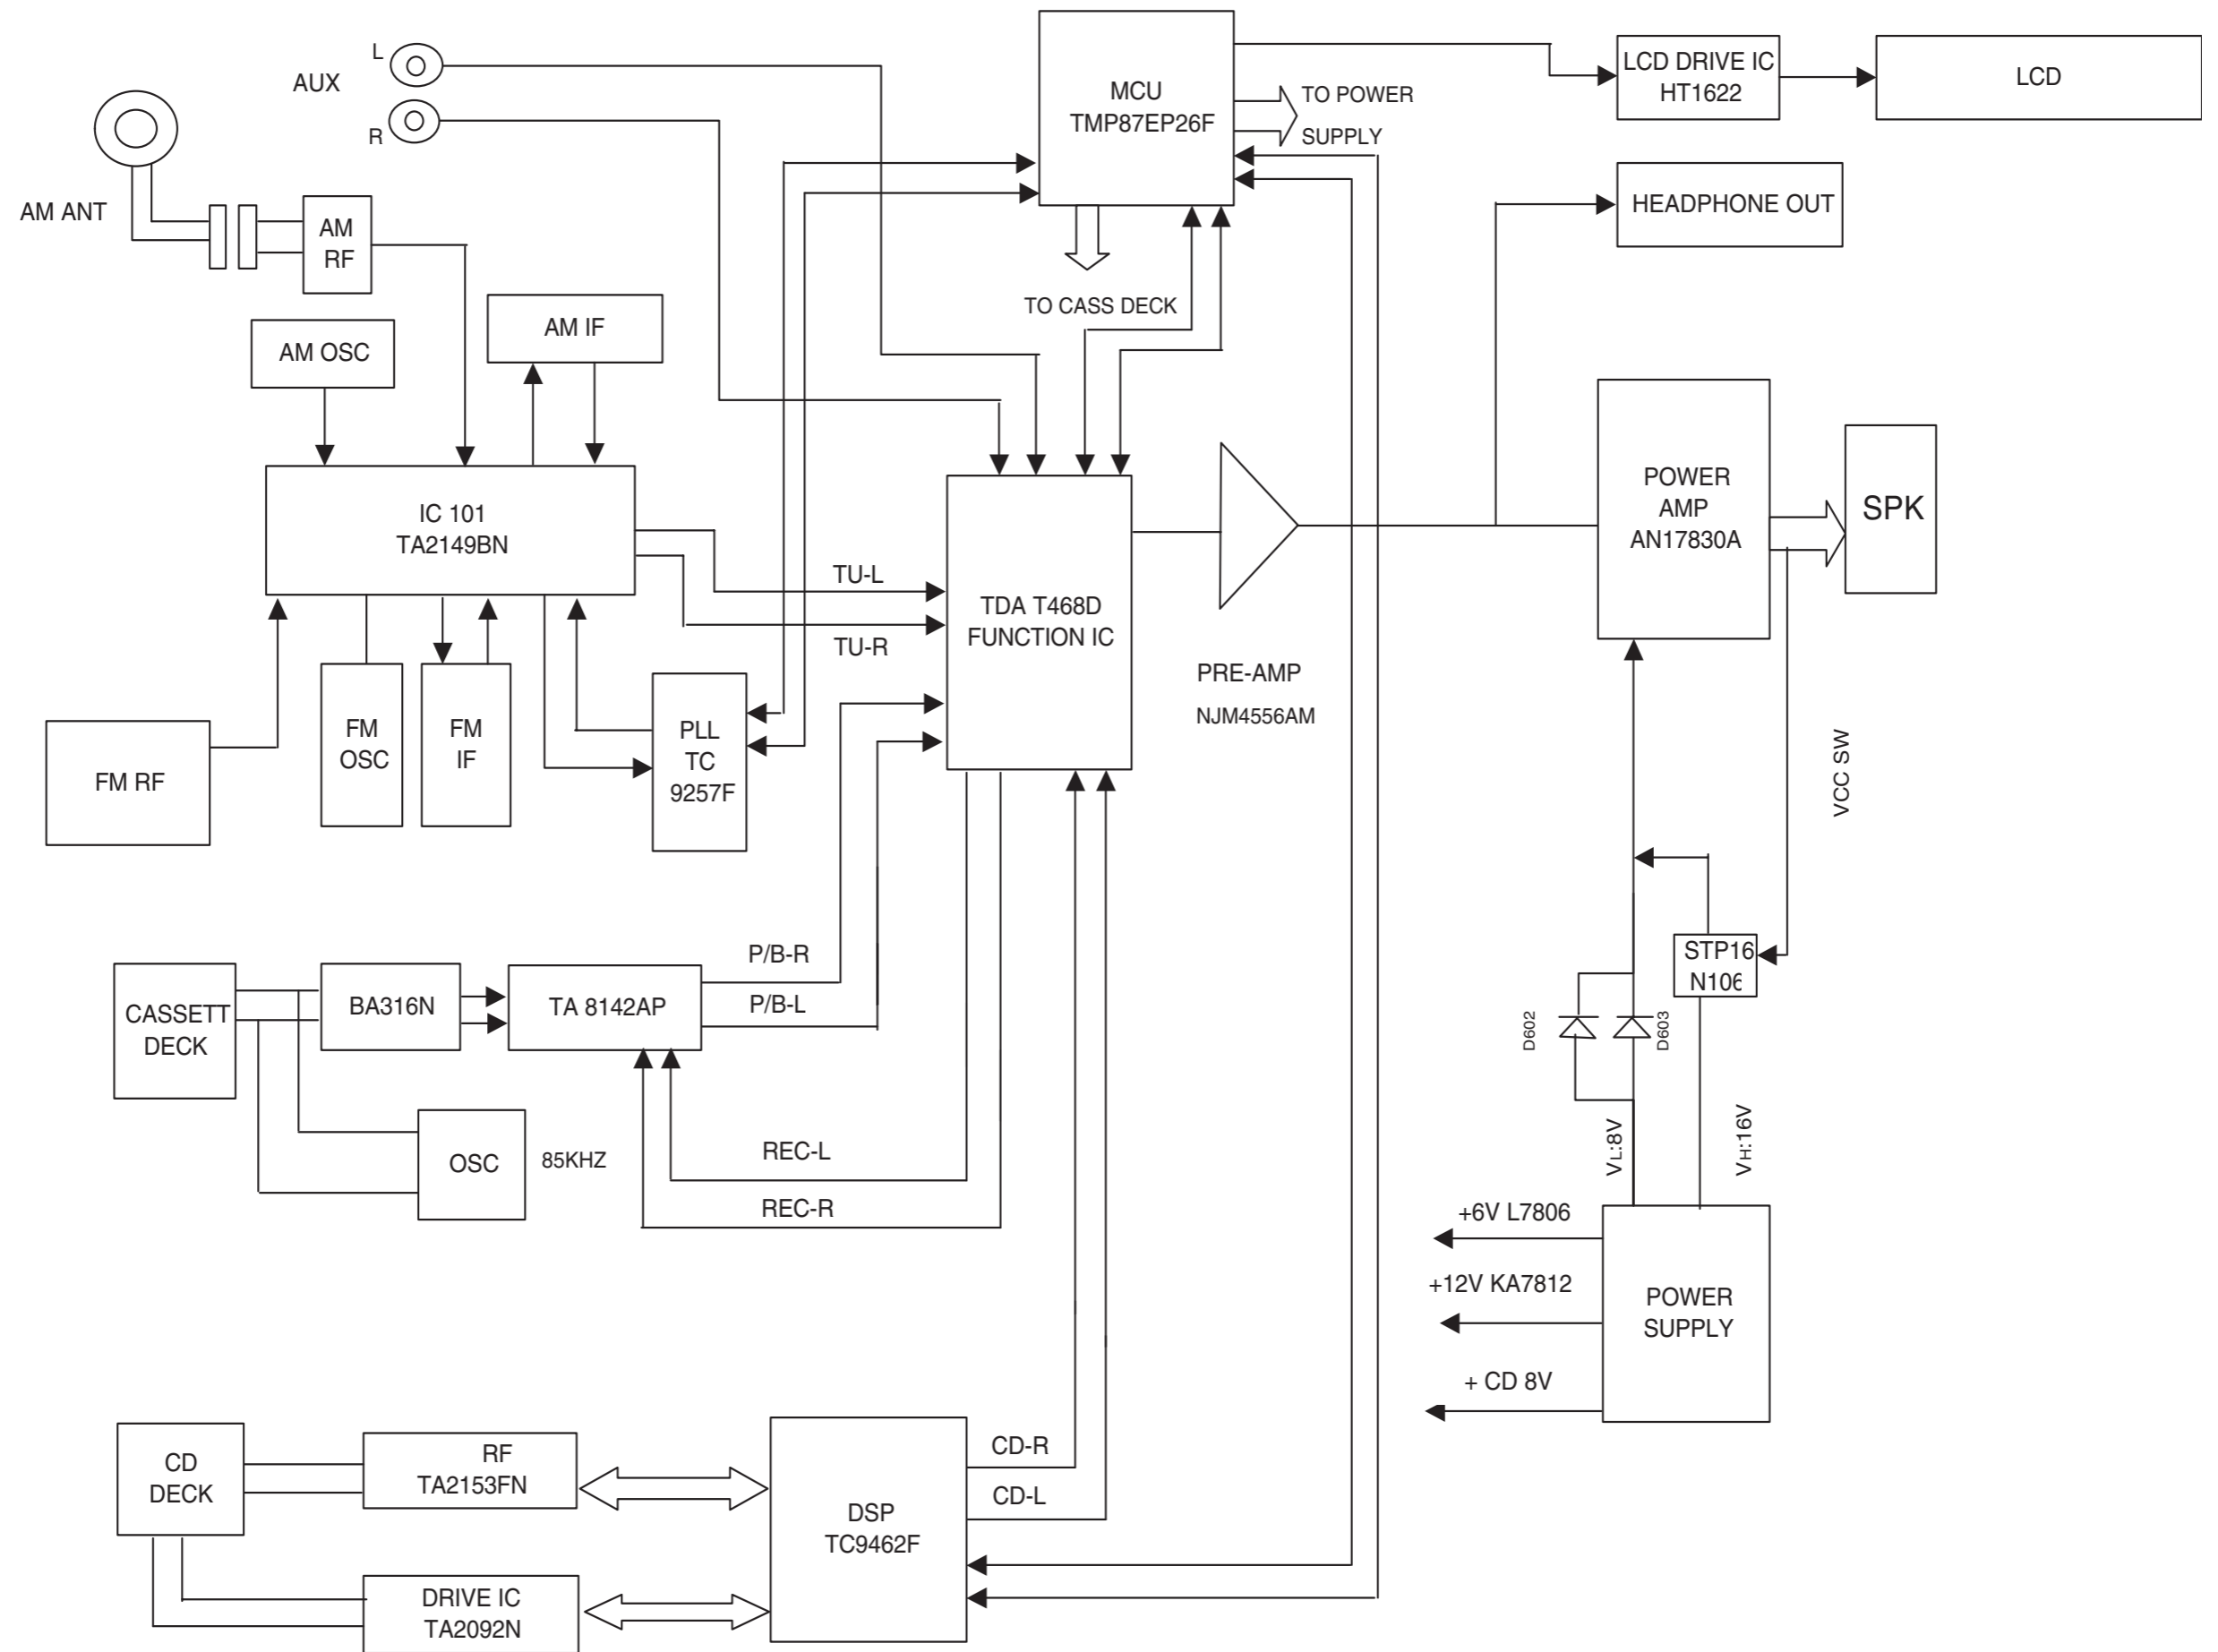 L
AUX
R
AM ANT
AM
RF
AM OSC
AM IF
MCU
TMP87EP26F
TO POWER
SUPPLY
TO CASS DECK
LCD DRIVE IC
HT1622
LCD
HEADPHONE OUT
IC 101
TA2149BN
TU-L
TU-R
TDA T468D
FUNCTION IC
PRE-AMP
NJM4556AM
POWER
AMP
AN17830A
SPK
FM RF
FM
OSC
FM
IF
PLL
TC
9257F
VCC SW
CASSETT
DECK
BA316N
TA 8142AP
P/B-R
P/B-L
OSC
85KHZ
REC-L
REC-R
STP16
N106
D602
D603
VL:8V
VH:16V
+6V L7806
+12V KA7812
+ CD 8V
POWER
SUPPLY
CD
DECK
RF
TA2153FN
DRIVE IC
TA2092N
DSP
TC9462F
CD-R
CD-L